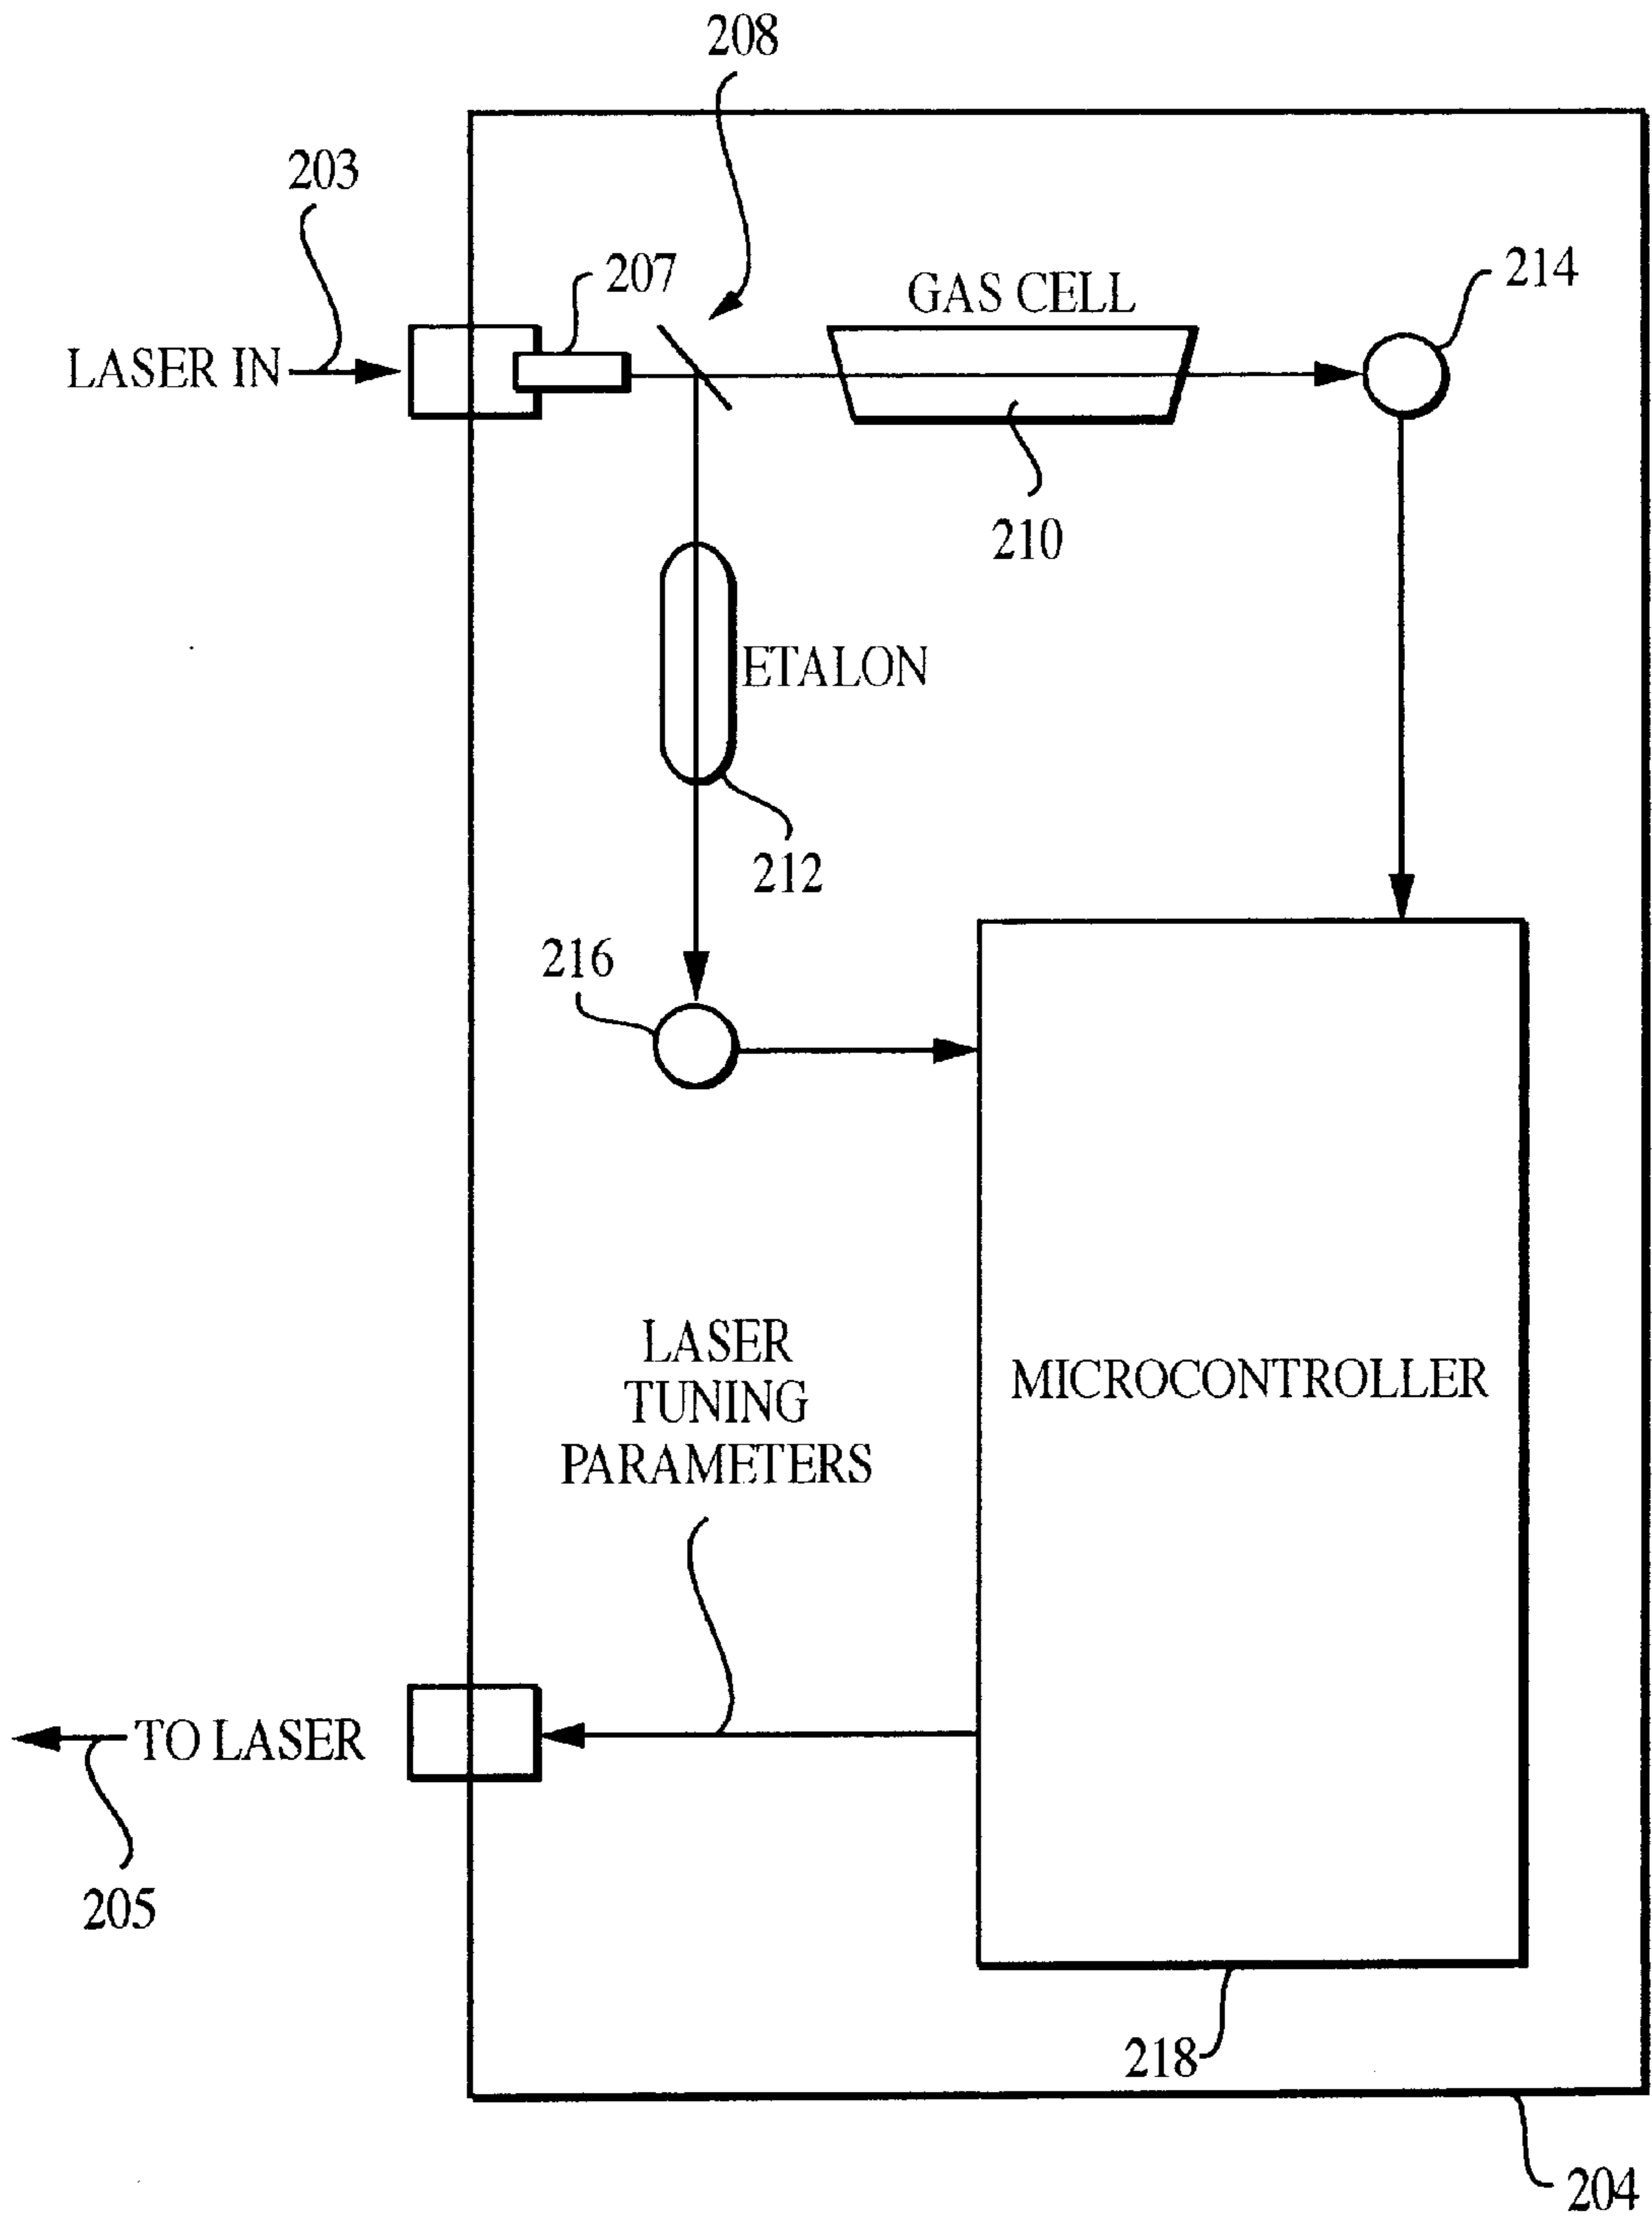 208
203
207
GAS CELL
214
LASER IN
210
ETALON
212
216
LASER
TUNING
PARAMETERS
MICROCONTROLLER
TO LASER
205
218
204